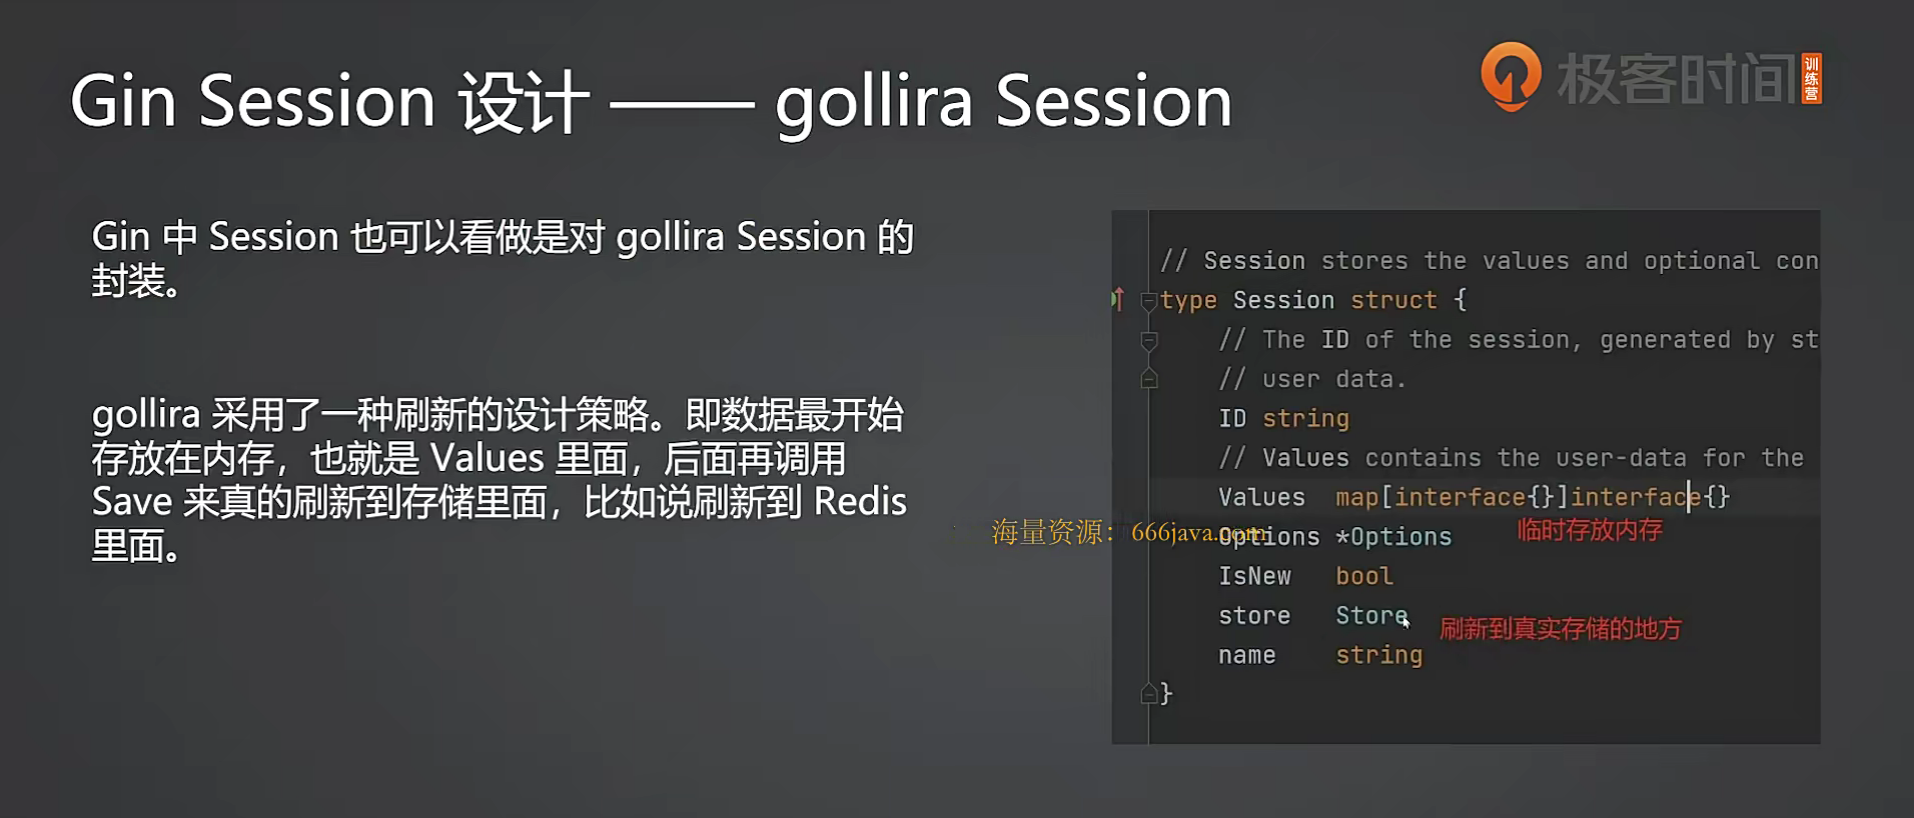 Gin Session 设计 —— gollira Session
极客时间
训练营
Gin 中 Session 也可以看做是对 gollira Session 的
封装。
gollira 采用了一种刷新的设计策略。即数据最开始
存放在内存，也就是 Values 里面，后面再调用
Save 来真的刷新到存储里面，比如说刷新到 Redis
里面。
// Session stores the values and optional con
type Session struct {
// The ID of the session, generated by st
// user data.
ID string
// Values contains the user-data for the
Values map[interface{}]interface{}
临时存放内存
海量资源：666java.com
Options *Options
IsNew bool
store Store
刷新到真实存储的地方
name string
}